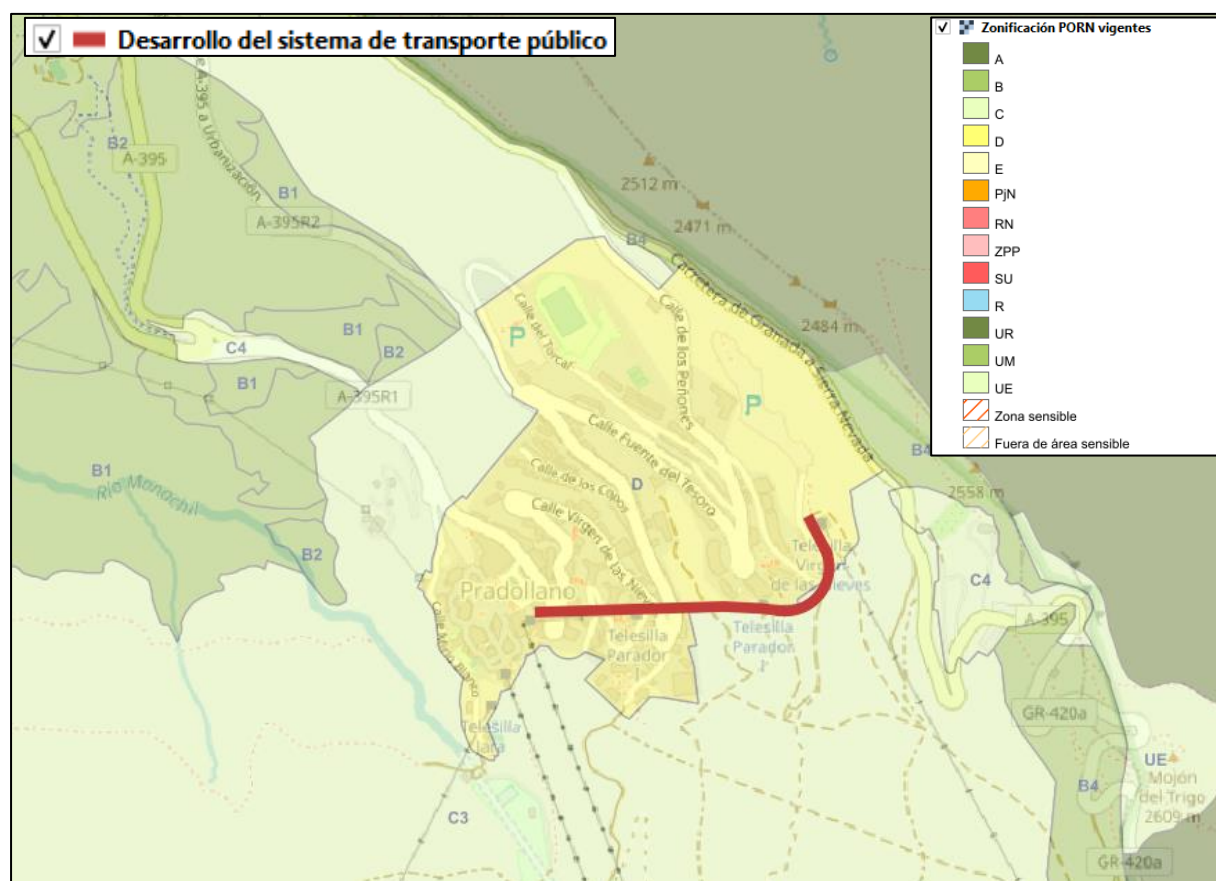 Desarrollo del sistema de transporte público
Zonificación PORN vigentes
A
B
C
D
E
PjN
RN
ZPP
SU
R
UR
UM
UE
Zona sensible
Fuera de área sensible
B2
A-395
A-395 a Urbanización
B1
A-395R2
2512 m
2471 m
B4
Carretera de Granada a Sierra Nevada
2484 m
P
Calle del Torcal
Calle de los Peñones
P
B1
C4
B2
B1
A-395R1
Calle Fuente del Tesoro
B4
2558 m
B1
Río Monachil
Calle de los Copos
D
Calle Virgen de las Nieves
B2
Telesilla
Virgen
de las Nieves
C4
Pradollano
A-395
Telesilla
Parador
I
Telesilla
Parador
I
Telesilla
Jara
GR-420a
UE
Mojón
del Trigo
2609 m
B4
C3
GR-420a